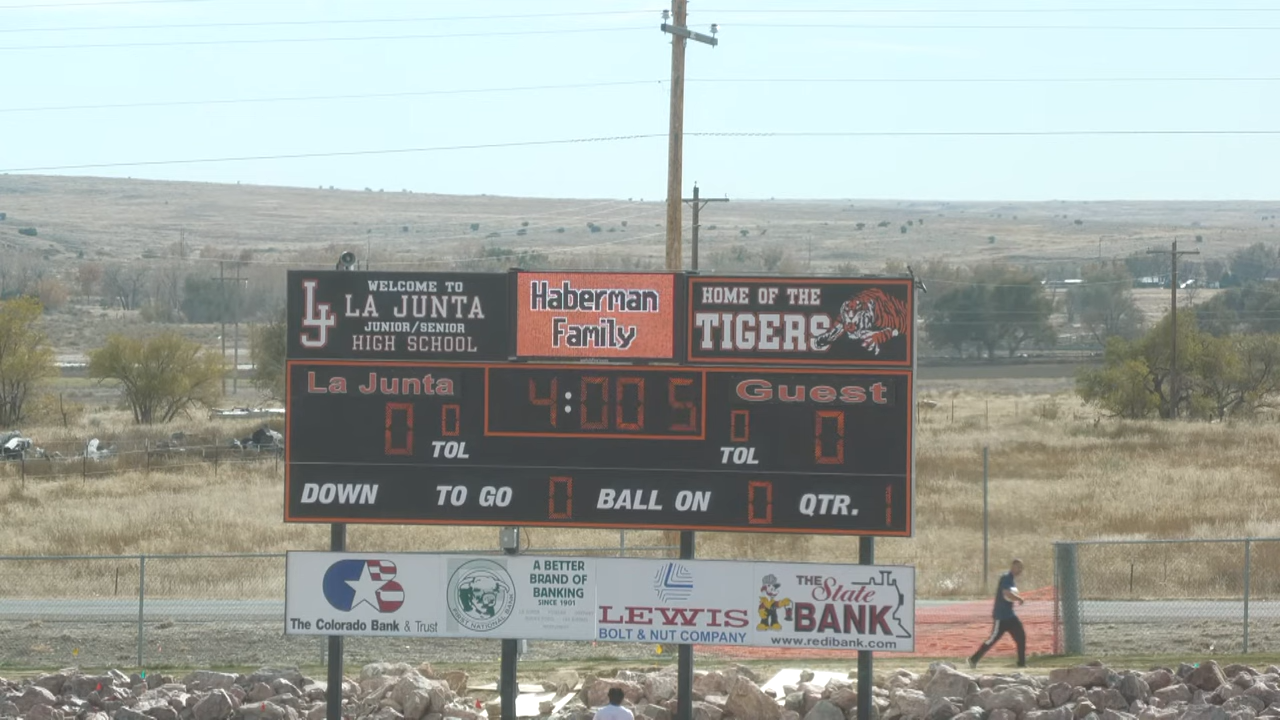 WELCOME TO
LJ LA JUNTA
JUNIOR/SENIOR
HIGH SCHOOL
Haberman
Family
HOME OF THE
TIGERS
La Junta 4:00 5 Guest
0 0 0 0
TOL TOL
DOWN TO GO 0 BALL ON 0 QTR. 1
The Colorado Bank & Trust
A BETTER
BRAND OF
BANKING
SINCE 1901
LEWIS
BOLT & NUT COMPANY
THE
State
BANK
www.redibank.com